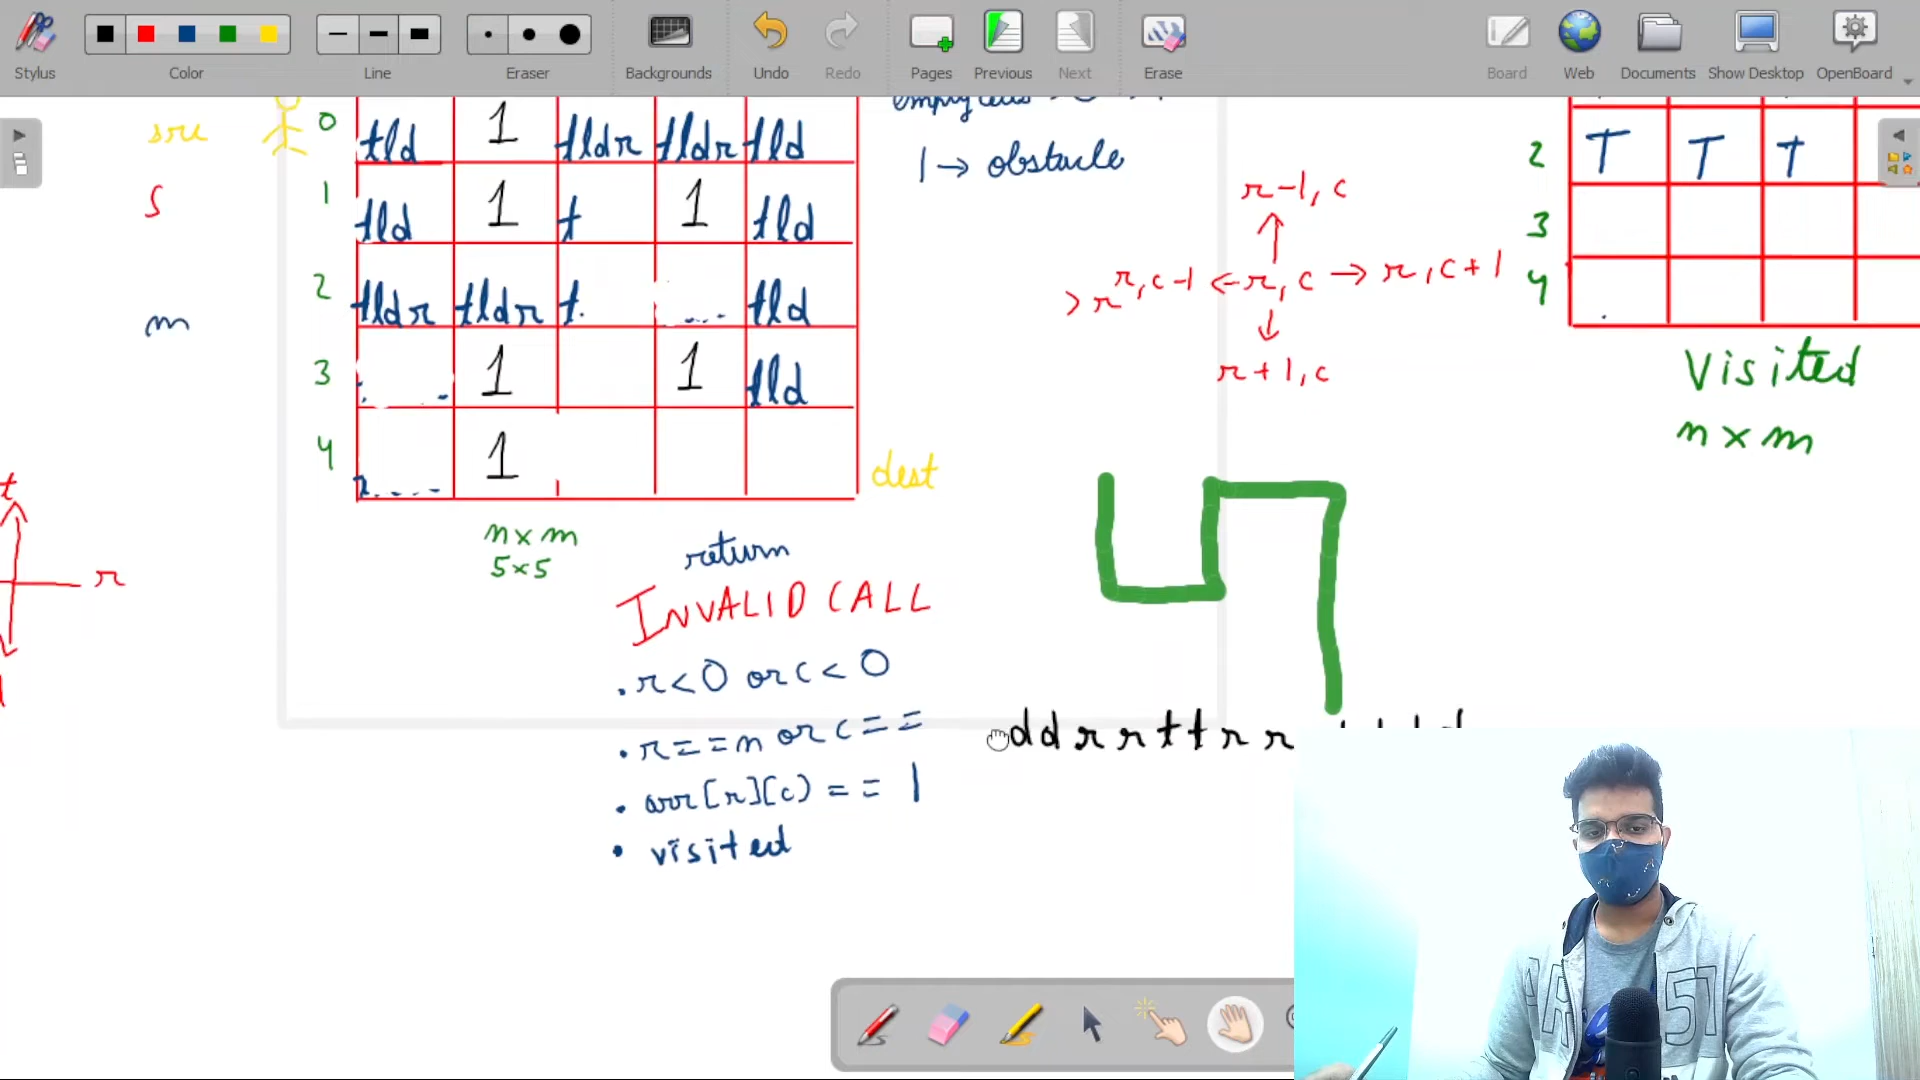 Stylus
Color
Line
Eraser
Backgrounds
Undo
Redo
Pages
Previous
Next
Erase
Board
Web
Documents
Show Desktop
OpenBoard
src
0 tld 1 tldr tldr tld
empty cells
1 → obstacle
S
1 tld 1 t 1 tld
m
2 tldr tldr t. tld
3 1 1 tld
4 1
dest
r-1, c
r, c-1 ← r, c → r, c+1
> r
r+1, c
2 T T T
3
4
Visited
n x m
t
r
n x m
5 x 5
return
INVALID CALL
. r < 0 or c < 0
. r == n or c ==
. arr[r][c) == 1
• visited
d d r r t t r r